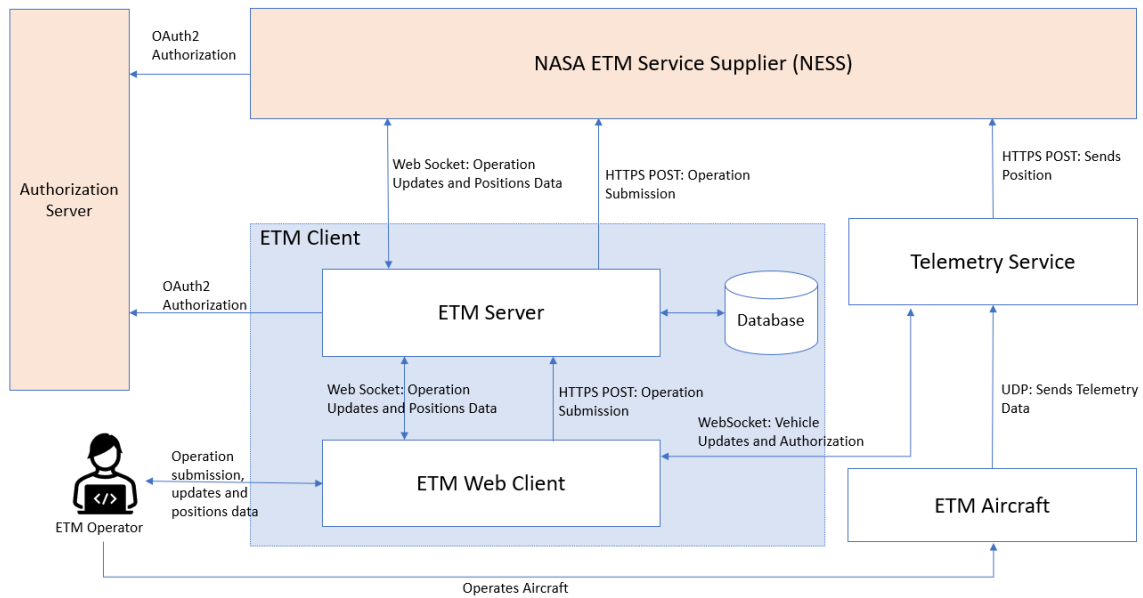 OAuth2
Authorization
NASA ETM Service Supplier (NESS)
Authorization
Server
Web Socket: Operation
Updates and Positions Data
HTTPS POST: Operation
Submission
HTTPS POST: Sends
Position
ETM Client
Telemetry Service
OAuth2
Authorization
ETM Server
Database
Web Socket: Operation
Updates and Positions Data
HTTPS POST: Operation
Submission
UDP: Sends Telemetry
Data
WebSocket: Vehicle
Updates and Authorization
Operation
submission,
updates and
positions data
ETM Web Client
ETM Aircraft
ETM Operator
Operates Aircraft